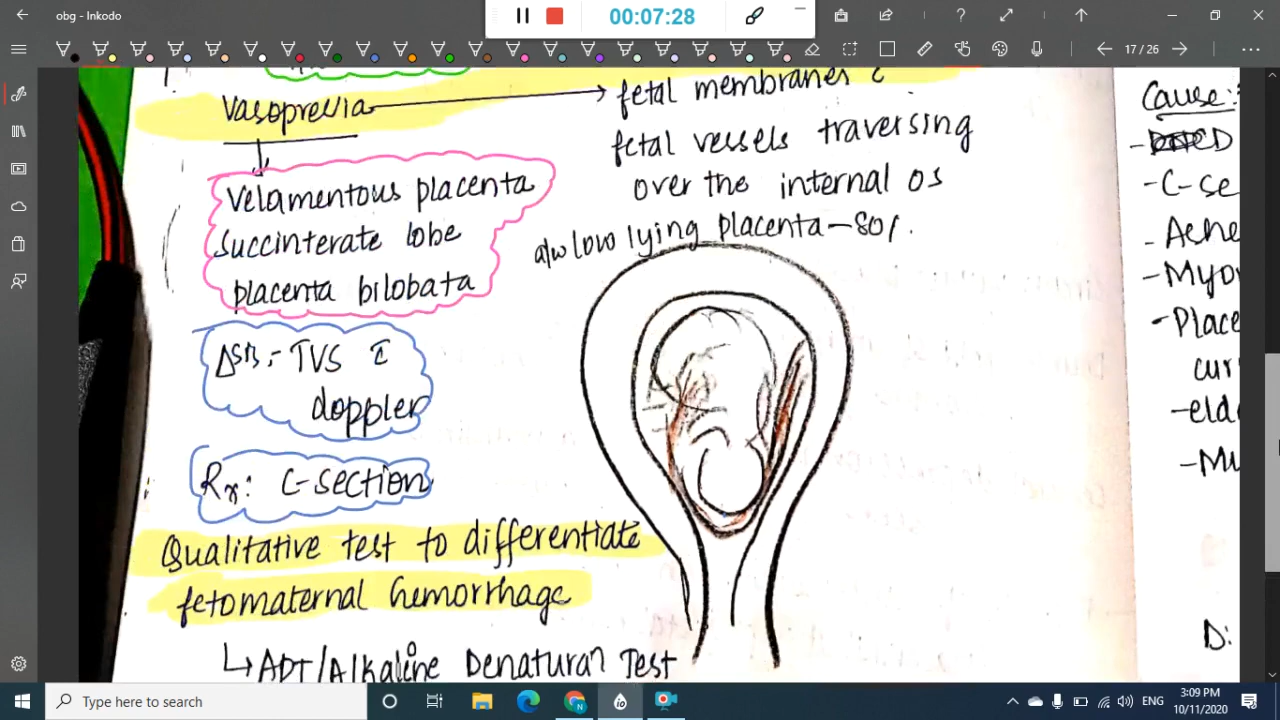 obg - Inkodo
00:07:28
17 / 26
Vasoprevia
fetal membranes c̄
fetal vessels traversing
over the internal os
a/w low lying placenta - 80%.
Velamentous placenta
Succinterate lobe
placenta bilobata
Δsis:- TVS c̄
doppler
Rx: C-section
Qualitative test to differentiate
fetomaternal hemorrhage
↳ APT/Alkaline Denaturan Test
Cause:
- C-se
- Ache
- Myo
- Place
cur
- eld
- Mu
D:
Type here to search
ENG
3:09 PM
10/11/2020